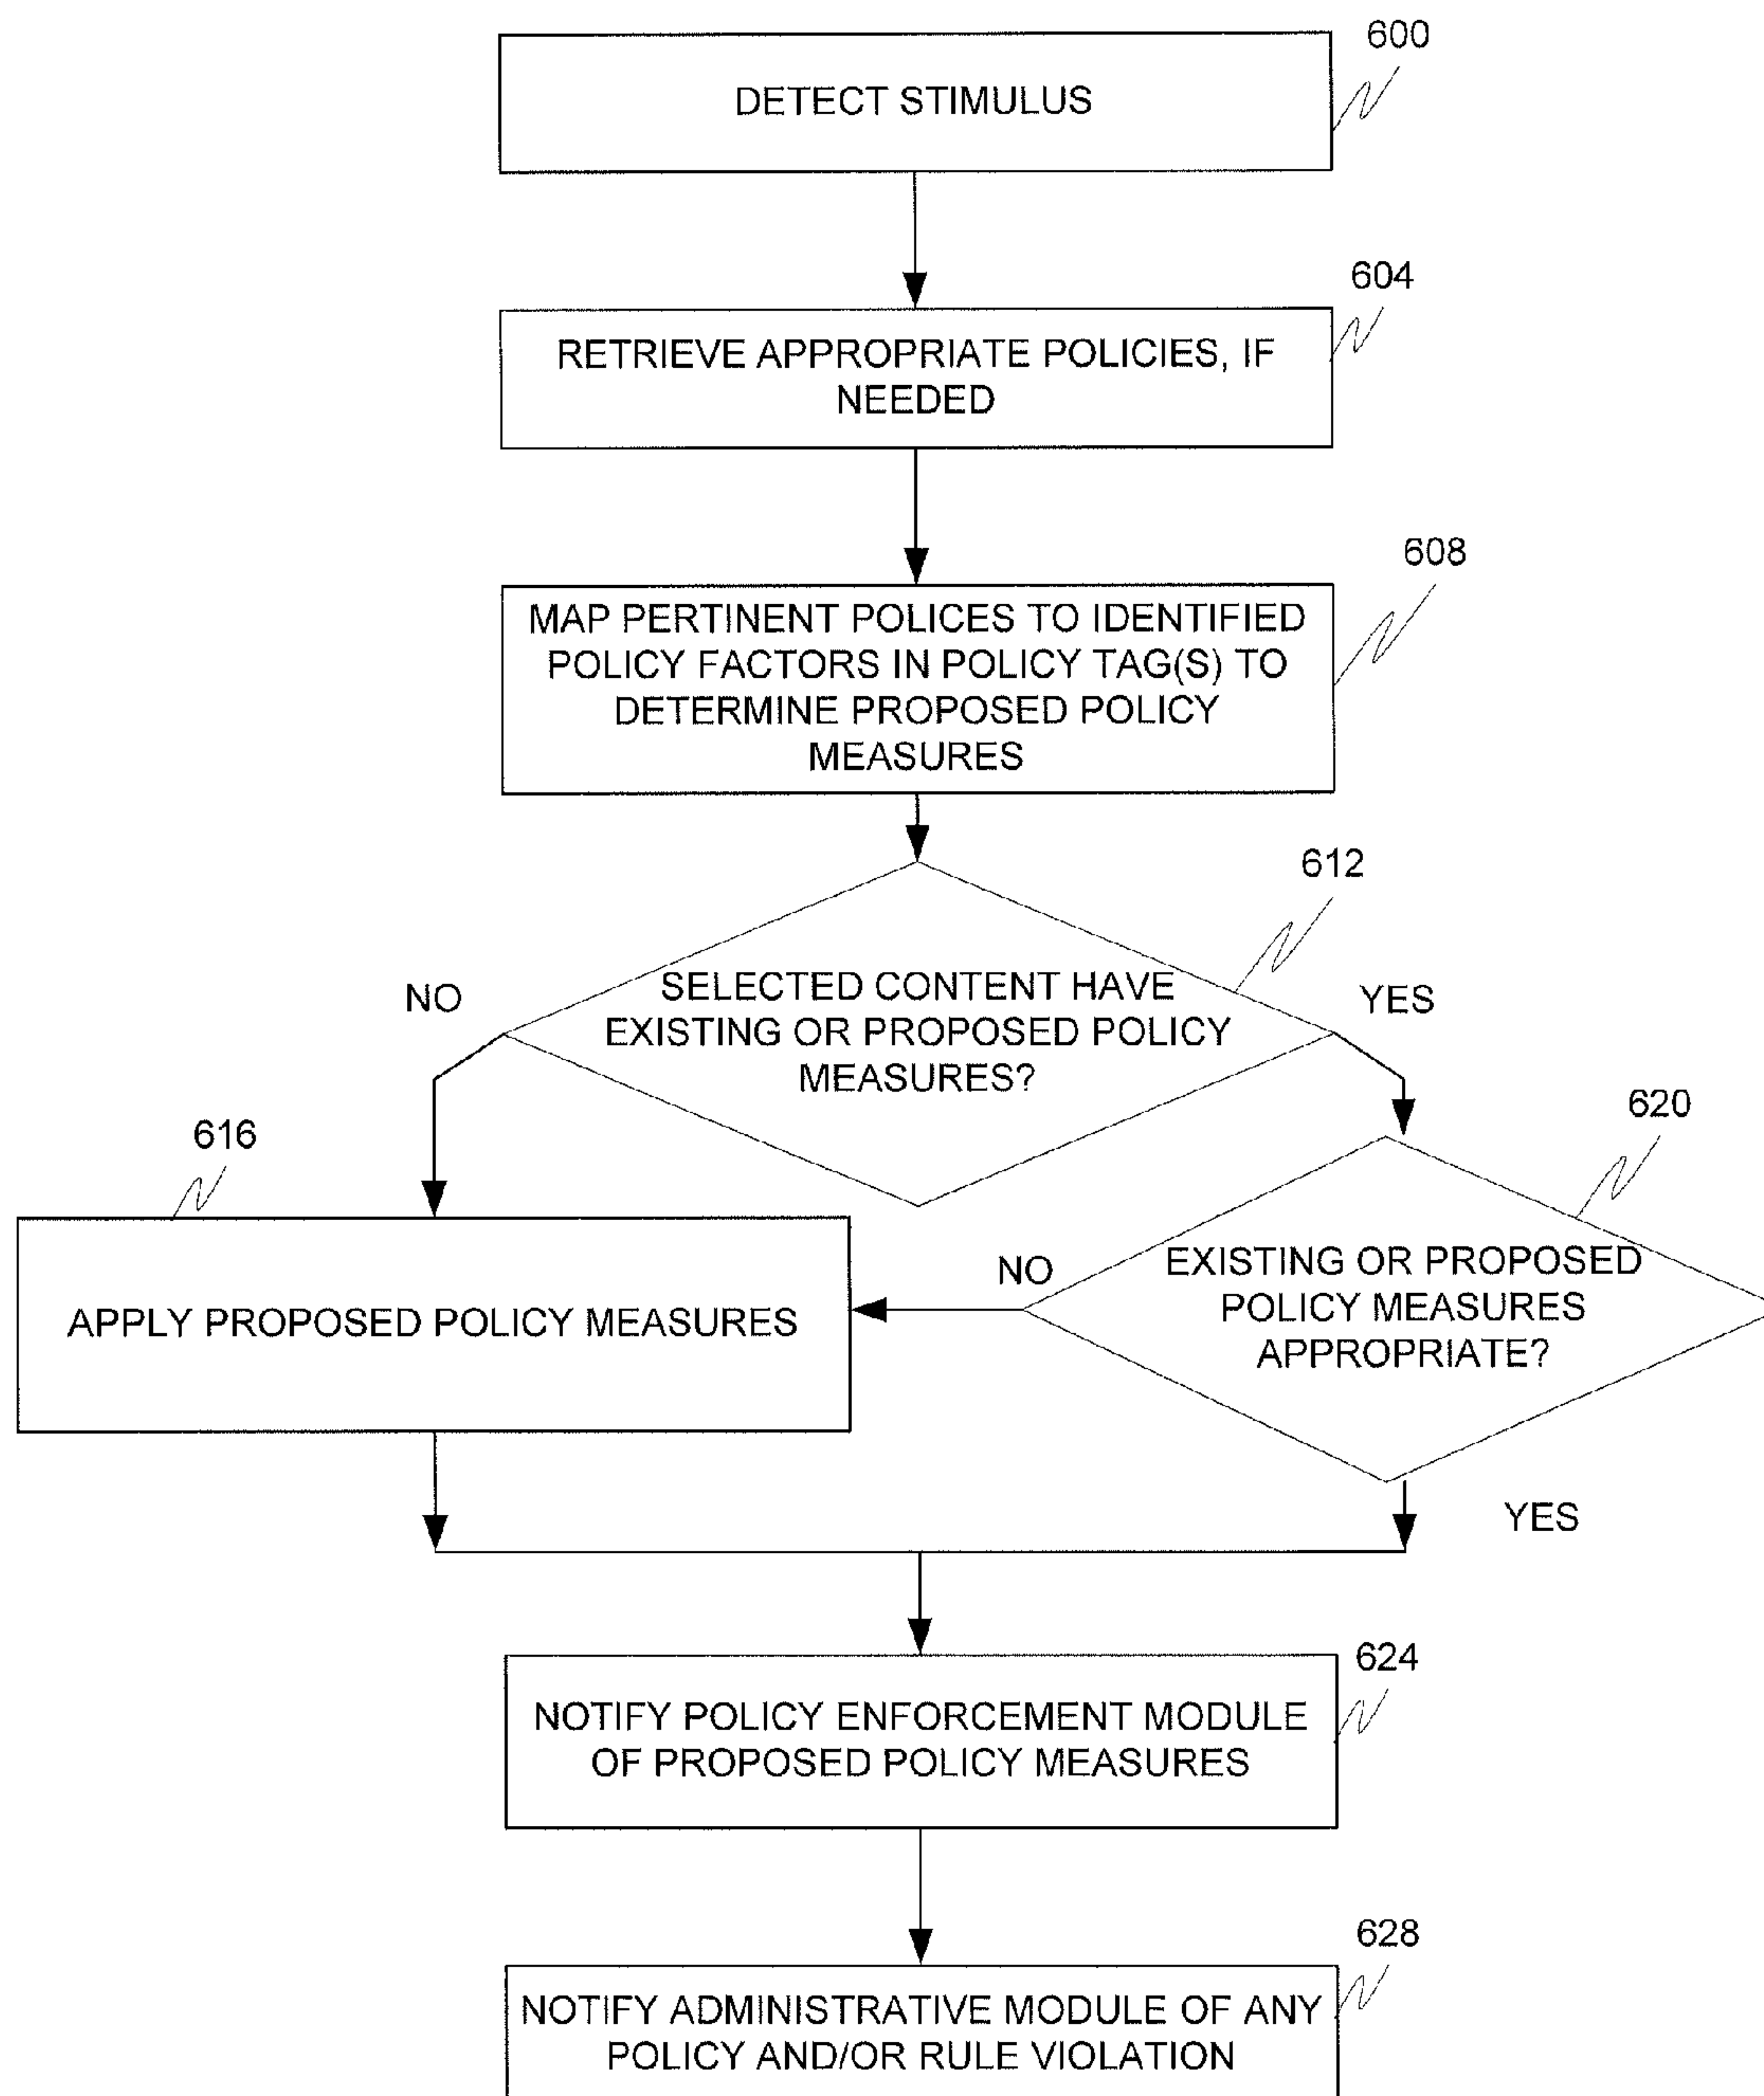 600
DETECT STIMULUS
604
RETRIEVE APPROPRIATE POLICIES, IF
NEEDED
608
MAP PERTINENT POLICES TO IDENTIFIED
POLICY FACTORS IN POLICY TAG(S) TO
DETERMINE PROPOSED POLICY
MEASURES
612
NO
SELECTED CONTENT HAVE
EXISTING OR PROPOSED POLICY
MEASURES?
YES
616
620
APPLY PROPOSED POLICY MEASURES
NO
EXISTING OR PROPOSED
POLICY MEASURES
APPROPRIATE?
YES
624
NOTIFY POLICY ENFORCEMENT MODULE
OF PROPOSED POLICY MEASURES
628
NOTIFY ADMINISTRATIVE MODULE OF ANY
POLICY AND/OR RULE VIOLATION